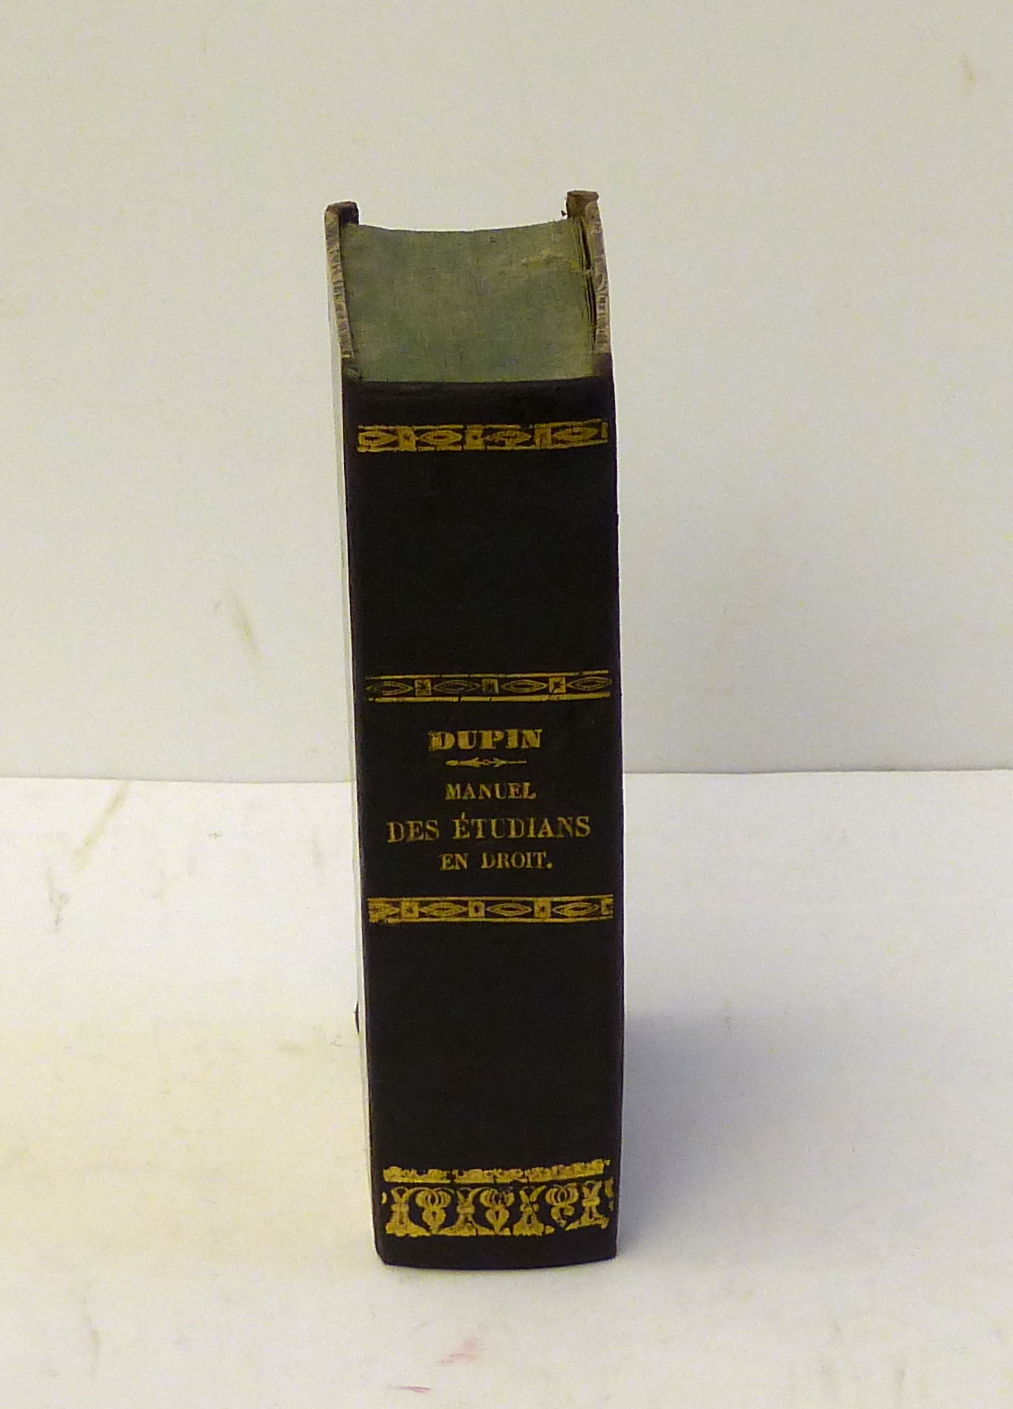 DUPIN
MANUEL
DES ÉTUDIANS
EN DROIT.